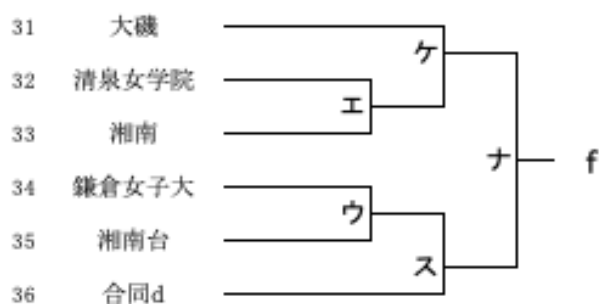 31 大磯
ケ
32 清泉女学院
エ
33 湘南
ナ f
34 鎌倉女子大
ウ
35 湘南台
ス
36 合同d